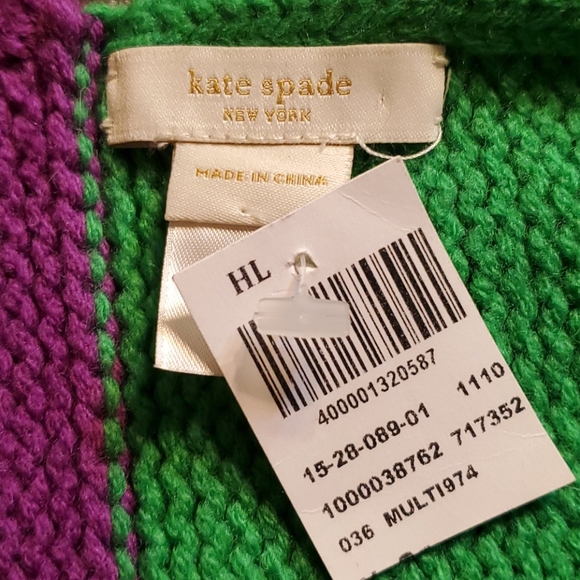 kate spade
NEW YORK
MADE IN CHINA
HL
400001320587
15-28-089-01 1110
1000038762 717352
036 MULTI974